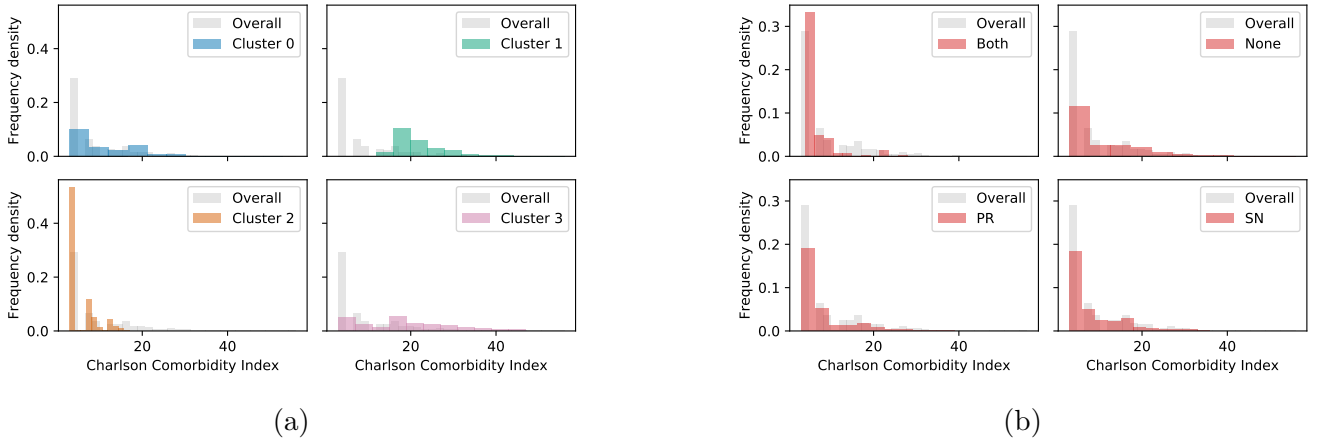 Frequency density
0.4
0.2
0.0
Overall
Cluster 0
Overall
Cluster 1
Frequency density
0.4
0.2
0.0
Overall
Cluster 2
Overall
Cluster 3
20
40
20
40
Charlson Comorbidity Index
Charlson Comorbidity Index
(a)
Frequency density
0.3
0.2
0.1
0.0
Overall
Both
Overall
None
Frequency density
0.3
0.2
0.1
0.0
Overall
PR
Overall
SN
20
40
20
40
Charlson Comorbidity Index
Charlson Comorbidity Index
(b)